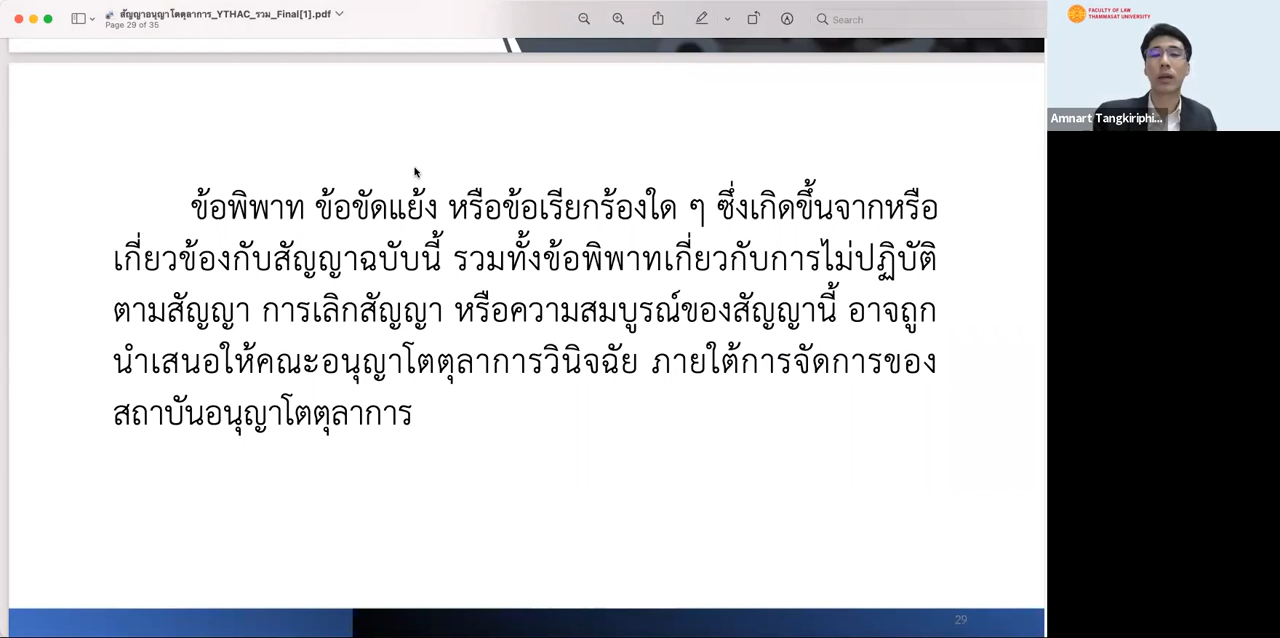 สัญญาอนุญาโตตุลาการ_YTHAC_รวม_Final[1].pdf
Page 29 of 35
Search
FACULTY OF LAW
THAMMASAT UNIVERSITY
Amnart Tangkiriphi...
ข้อพิพาท ข้อขัดแย้ง หรือข้อเรียกร้องใด ๆ ซึ่งเกิดขึ้นจากหรือ
เกี่ยวข้องกับสัญญาฉบับนี้ รวมทั้งข้อพิพาทเกี่ยวกับการไม่ปฏิบัติ
ตามสัญญา การเลิกสัญญา หรือความสมบูรณ์ของสัญญานี้ อาจถูก
นำเสนอให้คณะอนุญาโตตุลาการวินิจฉัย ภายใต้การจัดการของ
สถาบันอนุญาโตตุลาการ
29